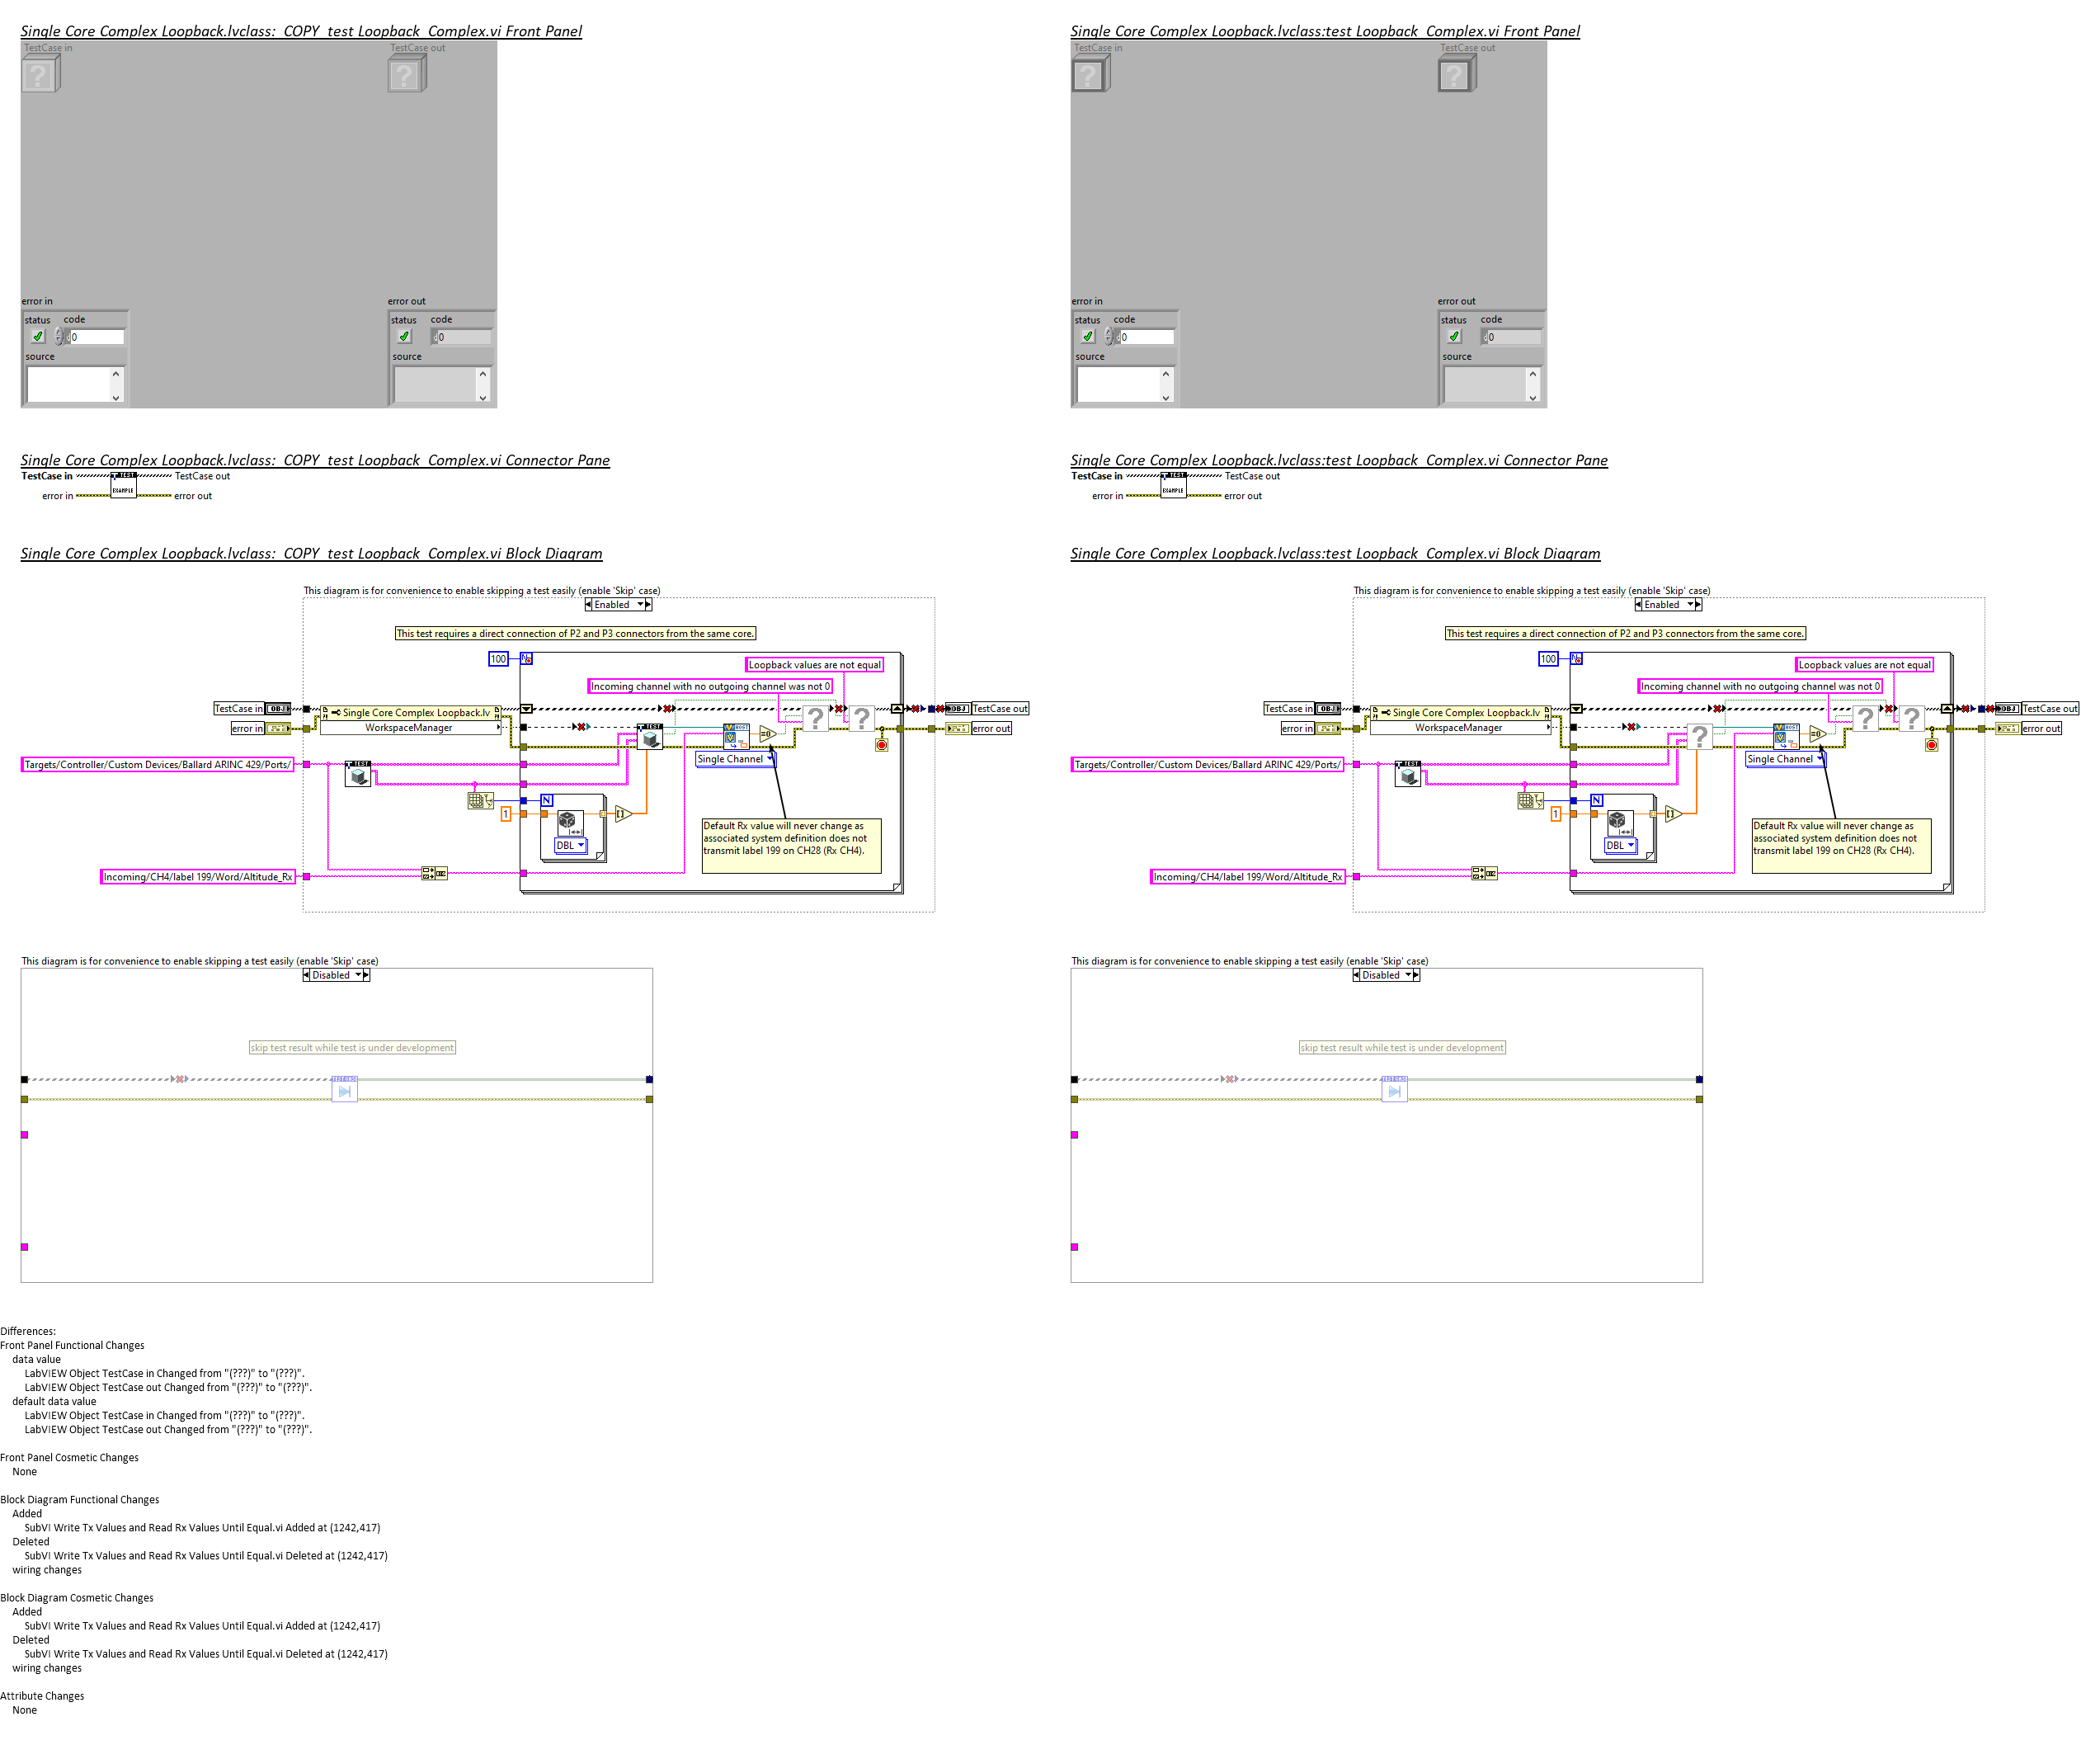 Single Core Complex Loopback.lvclass:_COPY_test Loopback_Complex.vi Front Panel
TestCase in
TestCase out
error in
error out
status
code
status
code
0
0
source
source
Single Core Complex Loopback.lvclass:_COPY_test Loopback_Complex.vi Connector Pane
TestCase in
TEST
TestCase out
error in
EXAMPLE
error out
Single Core Complex Loopback.lvclass:_COPY_test Loopback_Complex.vi Block Diagram
This diagram is for convenience to enable skipping a test easily (enable 'Skip' case)
Enabled
This test requires a direct connection of P2 and P3 connectors from the same core.
100
N
Loopback values are not equal
Incoming channel with no outgoing channel was not 0
TestCase in
OBJ
Single Core Complex Loopback.lv
OBJ
TestCase out
error in
WorkspaceManager
TEST
=0
error out
Single Channel
Targets/Controller/Custom Devices/Ballard ARINC 429/Ports/
TEST
N
1
DBL
Default Rx value will never change as
associated system definition does not
transmit label 199 on CH28 (Rx CH4).
Incoming/CH4/label 199/Word/Altitude_Rx
This diagram is for convenience to enable skipping a test easily (enable 'Skip' case)
Disabled
skip test result while test is under development
Single Core Complex Loopback.lvclass:test Loopback_Complex.vi Front Panel
TestCase in
TestCase out
error in
error out
status
code
status
code
0
0
source
source
Single Core Complex Loopback.lvclass:test Loopback_Complex.vi Connector Pane
TestCase in
TEST
TestCase out
error in
EXAMPLE
error out
Single Core Complex Loopback.lvclass:test Loopback_Complex.vi Block Diagram
This diagram is for convenience to enable skipping a test easily (enable 'Skip' case)
Enabled
This test requires a direct connection of P2 and P3 connectors from the same core.
100
N
Loopback values are not equal
Incoming channel with no outgoing channel was not 0
TestCase in
OBJ
Single Core Complex Loopback.lv
OBJ
TestCase out
error in
WorkspaceManager
=0
error out
Single Channel
Targets/Controller/Custom Devices/Ballard ARINC 429/Ports/
TEST
N
1
DBL
Default Rx value will never change as
associated system definition does not
transmit label 199 on CH28 (Rx CH4).
Incoming/CH4/label 199/Word/Altitude_Rx
This diagram is for convenience to enable skipping a test easily (enable 'Skip' case)
Disabled
skip test result while test is under development
Differences:
Front Panel Functional Changes
data value
LabVIEW Object TestCase in Changed from "(???)" to "(???)".
LabVIEW Object TestCase out Changed from "(???)" to "(???)".
default data value
LabVIEW Object TestCase in Changed from "(???)" to "(???)".
LabVIEW Object TestCase out Changed from "(???)" to "(???)".
Front Panel Cosmetic Changes
None
Block Diagram Functional Changes
Added
SubVI Write Tx Values and Read Rx Values Until Equal.vi Added at (1242,417)
Deleted
SubVI Write Tx Values and Read Rx Values Until Equal.vi Deleted at (1242,417)
wiring changes
Block Diagram Cosmetic Changes
Added
SubVI Write Tx Values and Read Rx Values Until Equal.vi Added at (1242,417)
Deleted
SubVI Write Tx Values and Read Rx Values Until Equal.vi Deleted at (1242,417)
wiring changes
Attribute Changes
None